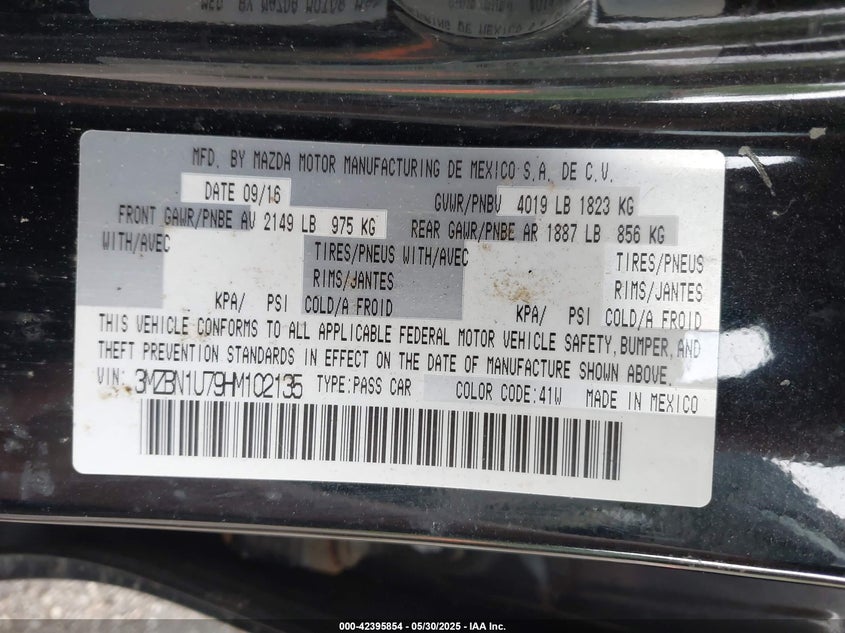 MFD. BY MAZDA MOTOR MANUFACTURING DE MEXICO S.A. DE C.V.
DATE 09/16 GVWR/PNBV 4019 LB 1823 KG
FRONT GAWR/PNBE AV 2149 LB 975 KG REAR GAWR/PNBE AR 1887 LB 856 KG
WITH/AVEC TIRES/PNEUS WITH/AVEC TIRES/PNEUS
RIMS/JANTES RIMS/JANTES
KPA/ PSI COLD/A FROID KPA/ PSI COLD/A FROID
THIS VEHICLE CONFORMS TO ALL APPLICABLE FEDERAL MOTOR VEHICLE SAFETY, BUMPER, AND
THEFT PREVENTION STANDARDS IN EFFECT ON THE DATE OF MANUFACTURE SHOWN ABOVE.
VIN: 3MZBN1U79HM102135 TYPE:PASS CAR COLOR CODE:41W MADE IN MEXICO
000-42395854 / 05/30/2025 - IAA Inc.